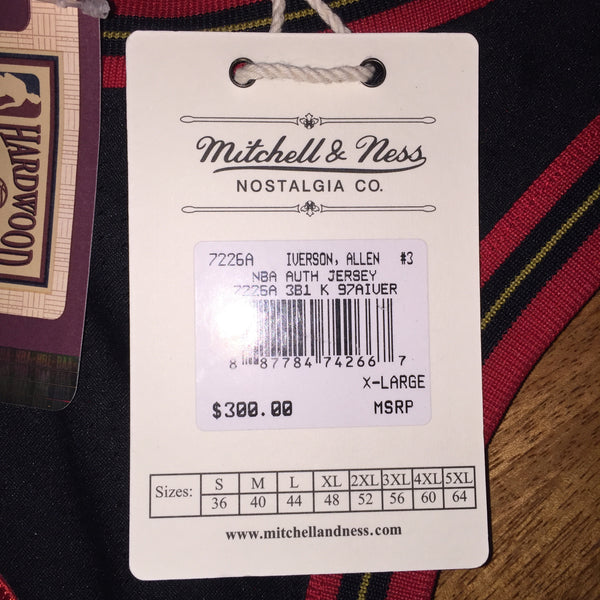 HARDWOOD
Mitchell & Ness
NOSTALGIA CO.
7226A IVERSON, ALLEN #3
NBA AUTH JERSEY
7226A 3B1 K 97AIVER
8 87784 74266 7
X-LARGE
$300.00 MSRP
Sizes: S M L XL 2XL 3XL 4XL 5XL
36 40 44 48 52 56 60 64
www.mitchellandness.com